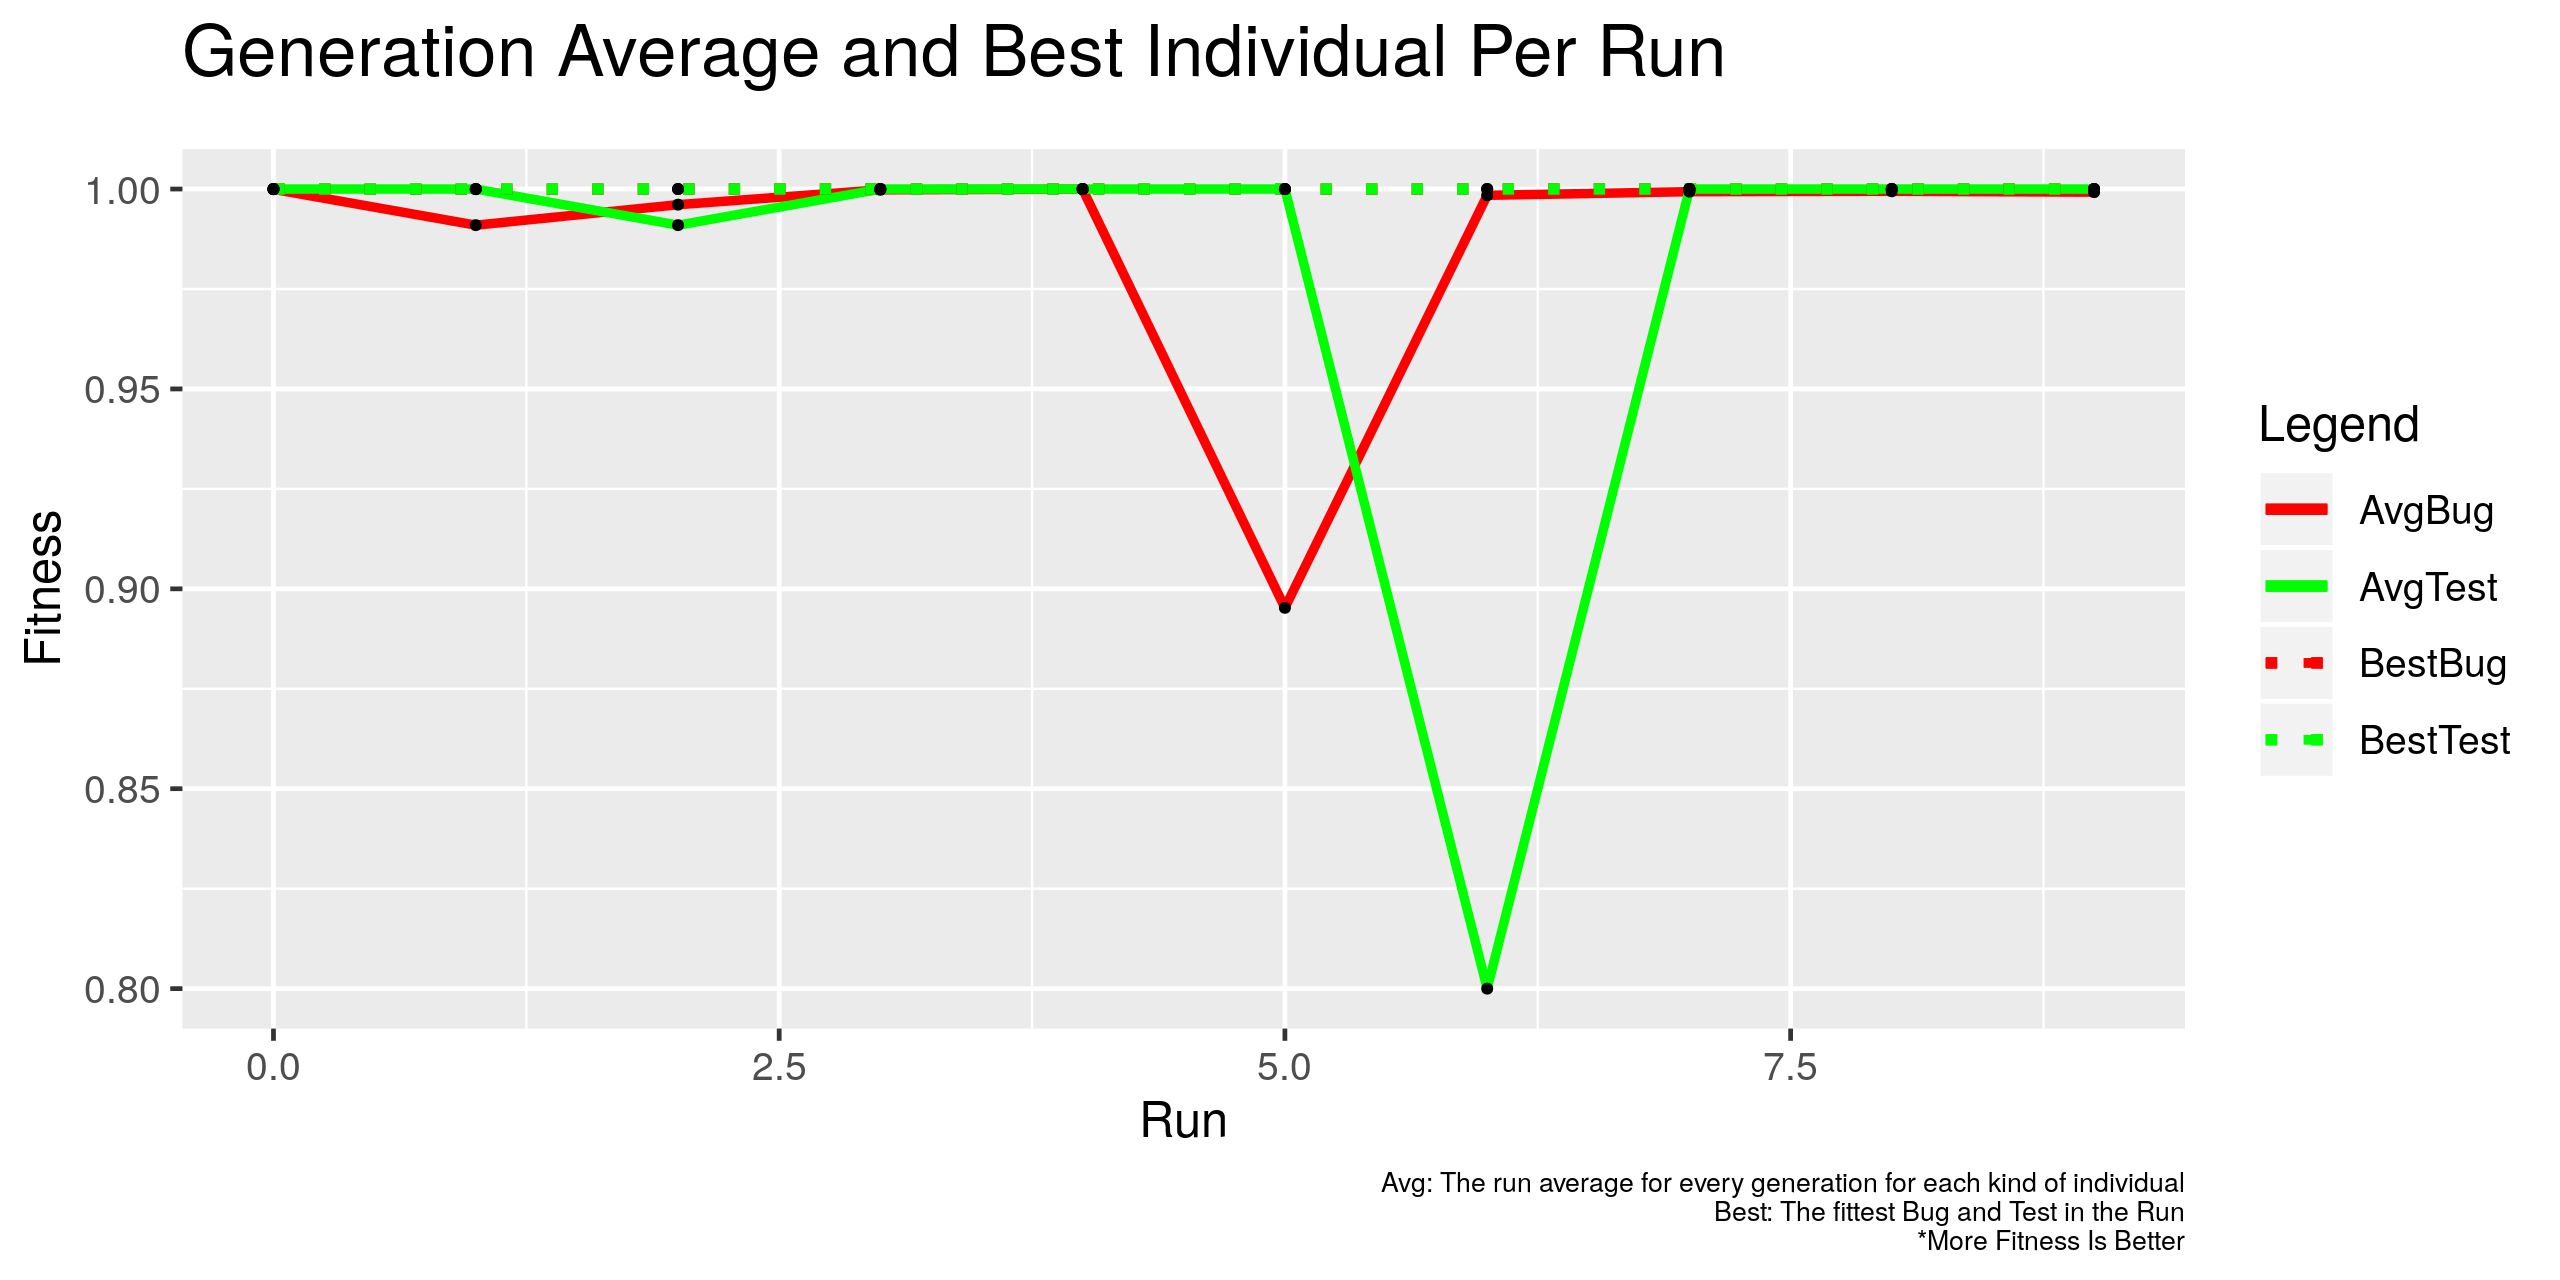 Generation Average and Best Individual Per Run
1.00
0.95
0.90
0.85
0.80
Fitness
0.0
2.5
5.0
7.5
Run
Legend
AvgBug
AvgTest
BestBug
BestTest
Avg: The run average for every generation for each kind of individual
Best: The fittest Bug and Test in the Run
*More Fitness Is Better